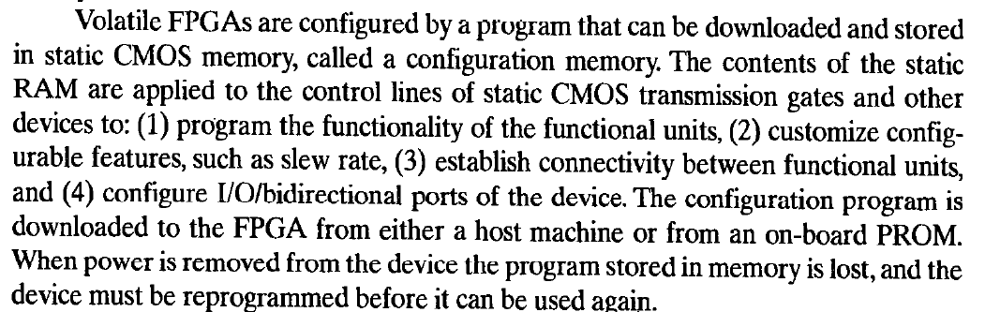 Volatile FPGAs are configured by a program that can be downloaded and stored
in static CMOS memory, called a configuration memory. The contents of the static
RAM are applied to the control lines of static CMOS transmission gates and other
devices to: (1) program the functionality of the functional units, (2) customize config-
urable features, such as slew rate, (3) establish connectivity between functional units,
and (4) configure I/O/bidirectional ports of the device. The configuration program is
downloaded to the FPGA from either a host machine or from an on-board PROM.
When power is removed from the device the program stored in memory is lost, and the
device must be reprogrammed before it can be used again.